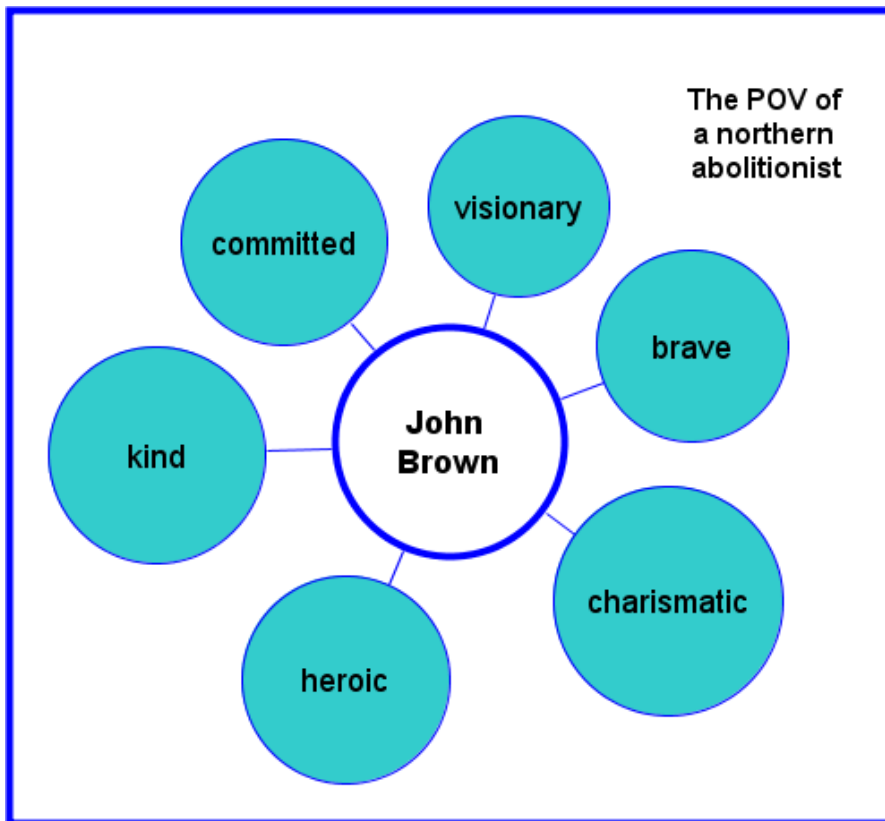 The POV of
a northern
abolitionist
visionary
committed
brave
kind
John
Brown
charismatic
heroic